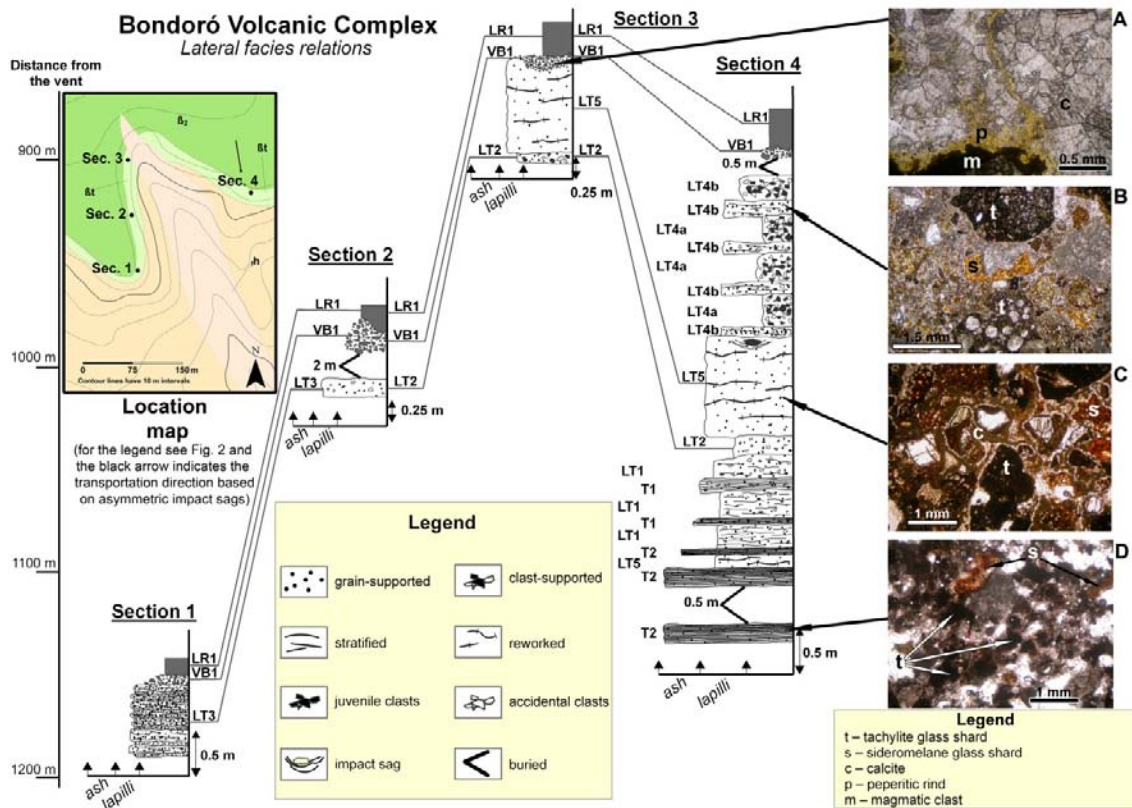 Bondoró Volcanic Complex
Lateral facies relations
Distance from
the vent
900 m
1000 m
1100 m
1200 m
ß₂
ßt
Sec. 3
Sec. 4
ßt
Sec. 2
Sec. 1
N
0 75 150 m
Contour lines have 10 m intervals
Location
map
(for the legend see Fig. 2 and
the black arrow indicates the
transportation direction based
on asymmetric impact sags)
Section 1
LR1
VB1
LT3
0.5 m
ash
lapilli
Section 2
LR1
VB1
2 m
LT3
LR1
VB1
LT2
0.25 m
ash
lapilli
Section 3
LR1
VB1
LT2
LR1
VB1
LT5
LT2
0.25 m
ash
lapilli
Section 4
LR1
VB1
0.5 m
LT4b
LT4b
LT4a
LT4b
LT4a
LT4b
LT4a
LT4b
LT5
LT2
LT1
T1
LT1
T1
LT1
T2
LT5
T2
0.5 m
T2
0.5 m
ash
lapilli
Legend
grain-supported
clast-supported
stratified
reworked
juvenile clasts
accidental clasts
impact sag
buried
A
c
p
m
0.5 mm
B
t
s
t
1.5 mm
C
s
c
t
1 mm
D
s
t
1 mm
Legend
t – tachylite glass shard
s – sideromelane glass shard
c – calcite
p – peperitic rind
m – magmatic clast